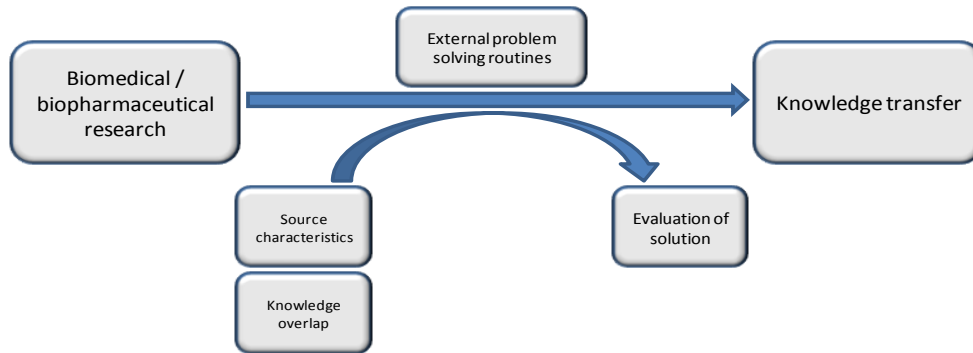 External problem
solving routines
Biomedical /
biopharmaceutical
research
Knowledge transfer
Source
characteristics
Evaluation of
solution
Knowledge
overlap